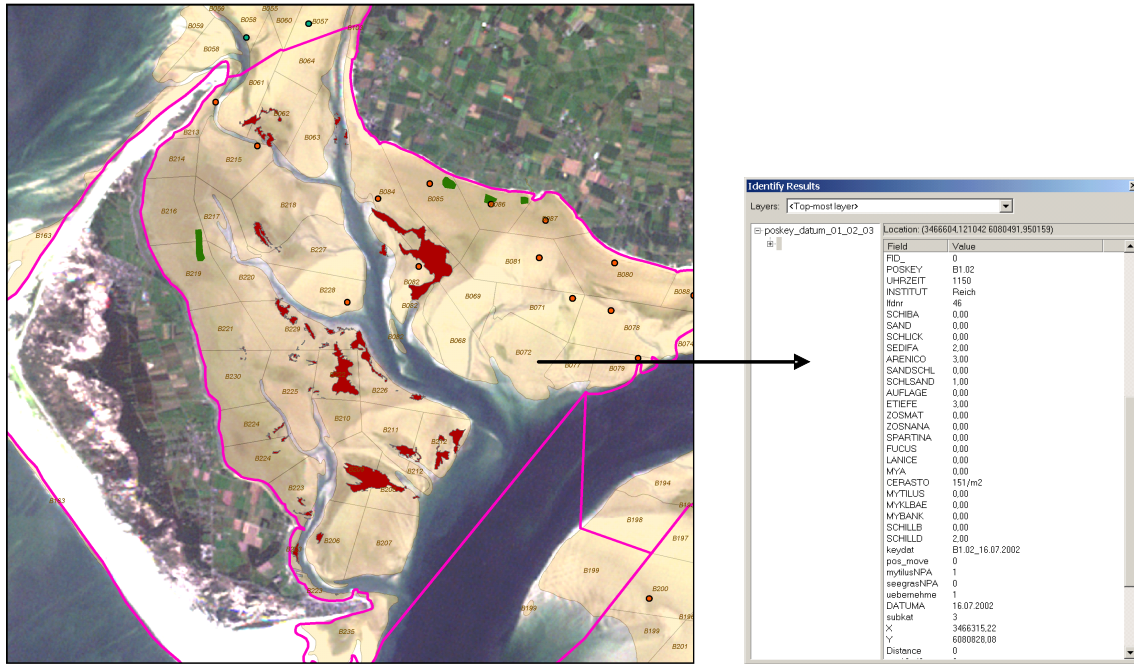 B056
B055
B059
B058
B060
B057
B058
B064
B061
B062
B213
B063
B215
B214
B084
B085
B086
B216
B217
B218
B087
B163
B227
B081
B080
B219
B220
B082
B228
B069
B088
B082
B071
B221
B229
B078
B068
B074
B072
B230
B077
B079
B225
B226
B210
B224
B211
B212
B224
B212
B194
B223
B163
B198
B206
B207
B199
B200
B223
B199
B196
B235
B199
B201
Identify Results
Layers: <Top-most layer>
poskey_datum_01_02_03
Location: (3466604,121042 6080491,950159)
Field Value
FID_ 0
POSKEY B1.02
UHRZEIT 1150
INSTITUT Reich
lfdnr 46
SCHIBA 0,00
SAND 0,00
SCHLICK 0,00
SEDIFA 2,00
ARENICO 3,00
SANDSCHL 0,00
SCHLSAND 1,00
AUFLAGE 0,00
ETIEFE 3,00
ZOSMAT 0,00
ZOSNANA 0,00
SPARTINA 0,00
FUCUS 0,00
LANICE 0,00
MYA 0,00
CERASTO 151/m2
MYTILUS 0,00
MYKLBAE 0,00
MYBANK 0,00
SCHILLB 0,00
SCHILLD 2,00
keydat B1.02_16.07.2002
pos_move 0
mytilusNPA 1
seegrasNPA 0
uebernehme 1
DATUMA 16.07.2002
subkat 3
X 3466315,22
Y 6080828,08
Distance 0